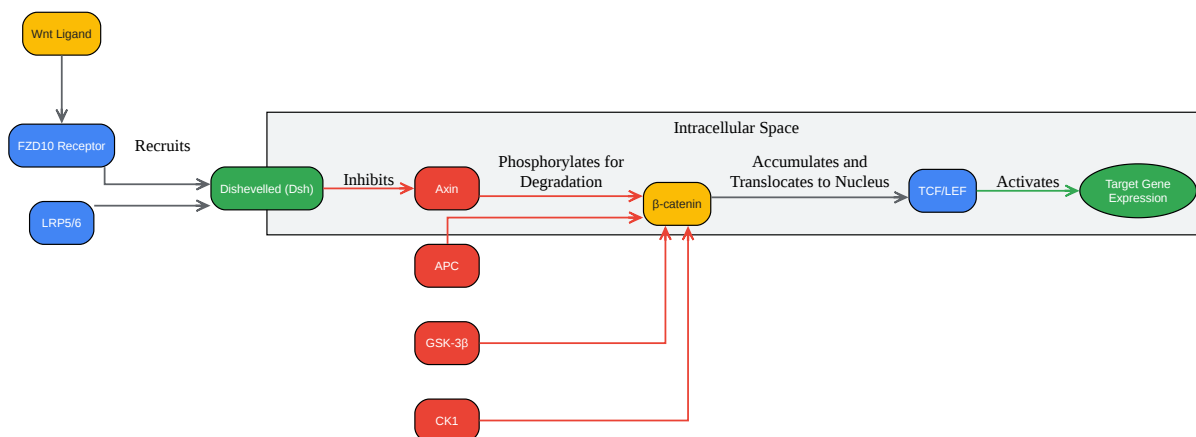 Wnt Ligand
Intracellular Space
FZD10 Receptor
Recruits
Phosphorylates for
Degradation
Accumulates and
Translocates to Nucleus
Dishevelled (Dsh)
Inhibits
Axin
β-catenin
TCF/LEF
Activates
Target Gene
Expression
LRP5/6
APC
GSK-3β
CK1